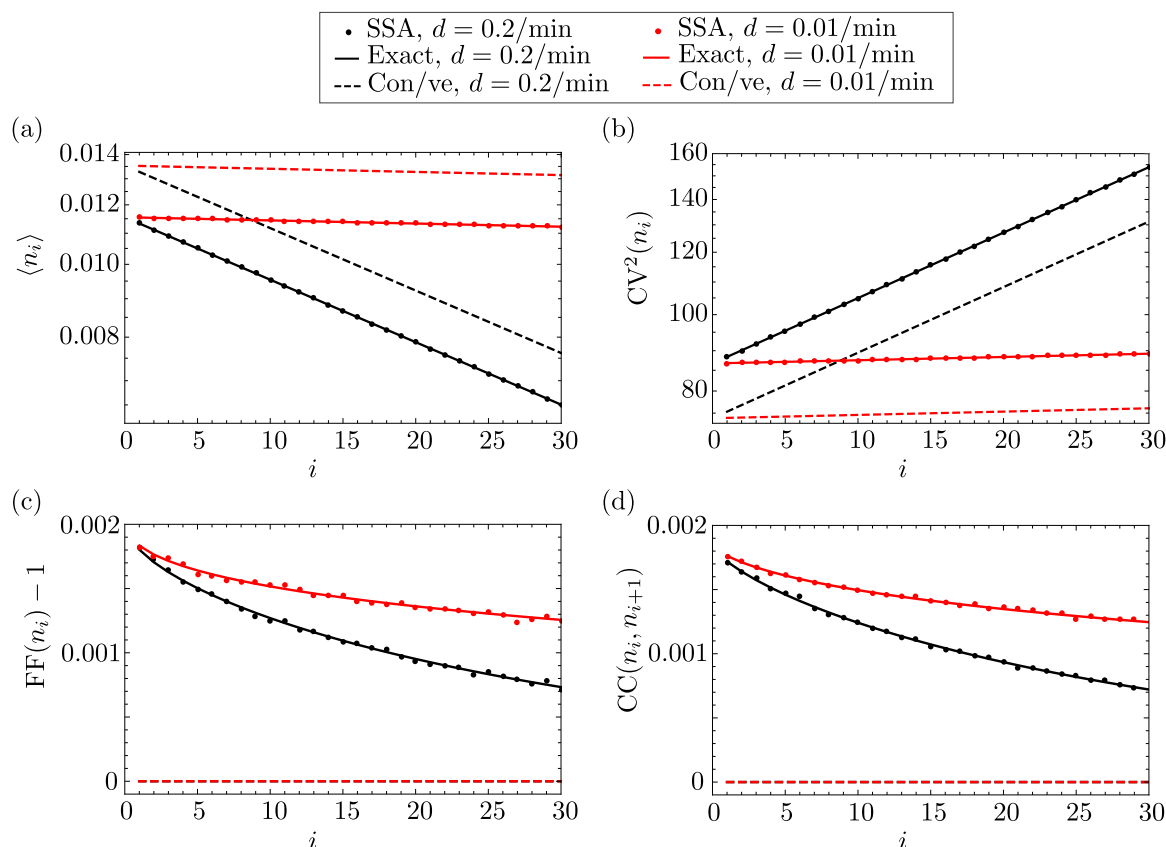 SSA, d = 0.2/min
SSA, d = 0.01/min
Exact, d = 0.2/min
Exact, d = 0.01/min
Con/ve, d = 0.2/min
Con/ve, d = 0.01/min
(a)
0.014
0.012
0.010
0.008
⟨n_i⟩
0 5 10 15 20 25 30
i
(b)
160
140
120
100
80
CV²(n_i)
0 5 10 15 20 25 30
i
(c)
0.002
0.001
0
FF(n_i) − 1
0 5 10 15 20 25 30
i
(d)
0.002
0.001
0
CC(n_i, n_{i+1})
0 5 10 15 20 25 30
i